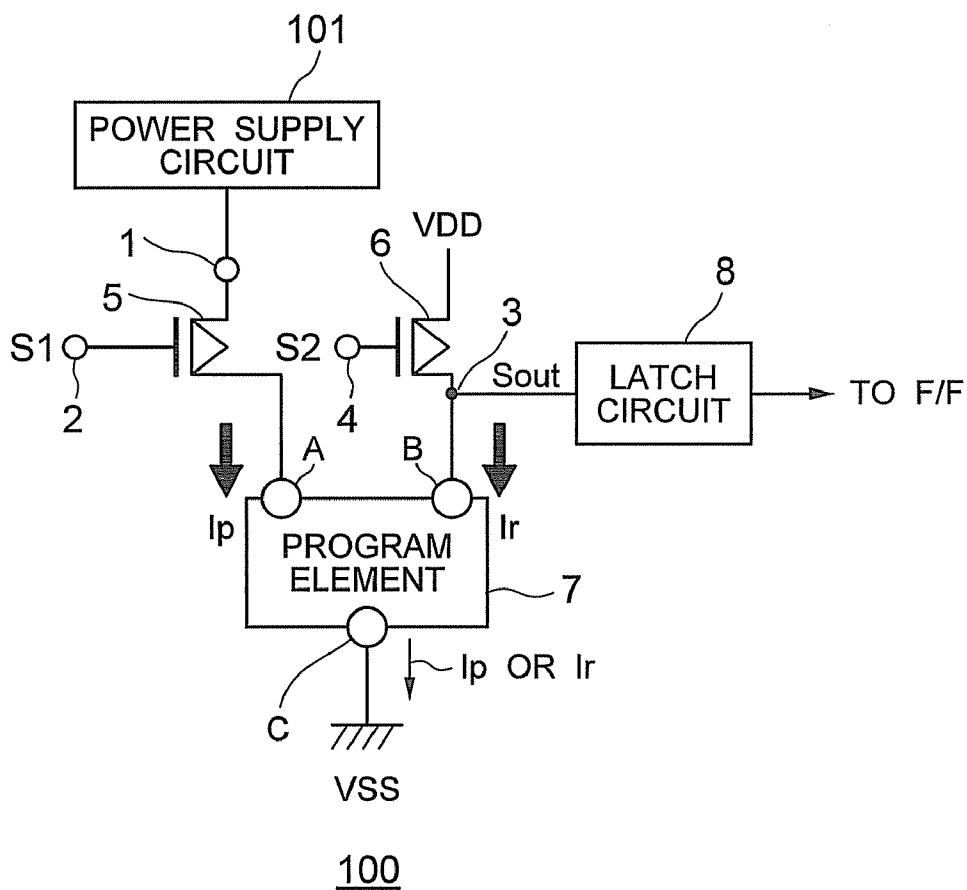 101
POWER SUPPLY
CIRCUIT
1
5
6
VDD
8
S1
2
S2
4
3
Sout
LATCH
CIRCUIT
TO F/F
A
B
Ip
Ir
PROGRAM
ELEMENT
7
C
Ip OR Ir
VSS
100